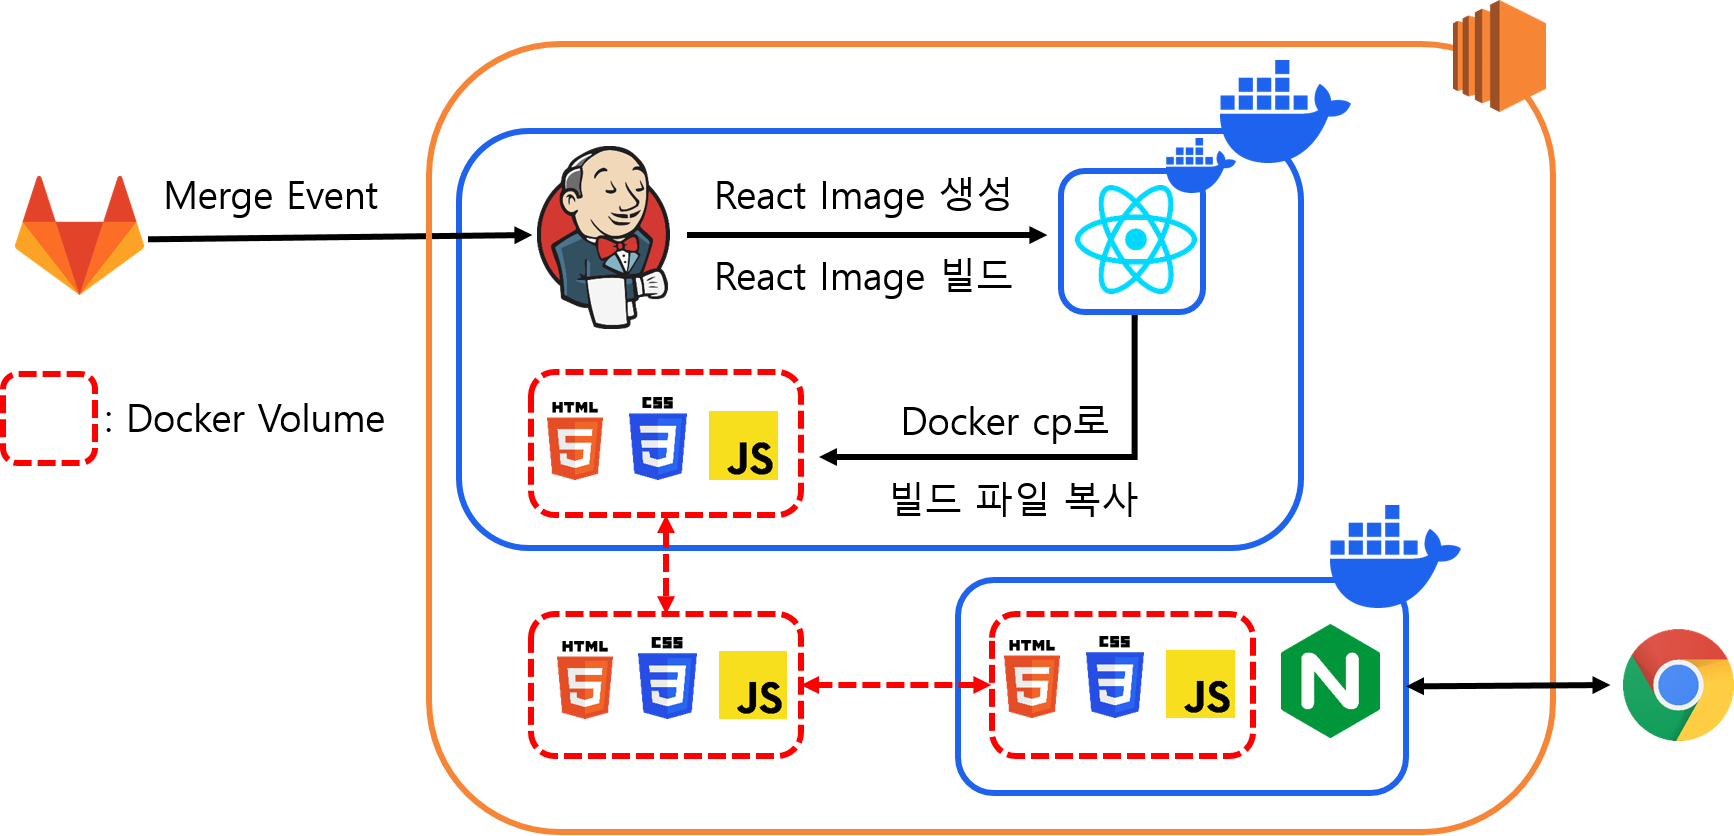 Merge Event
React Image 생성
React Image 빌드
: Docker Volume
HTML
CSS
JS
Docker cp로
빌드 파일 복사
HTML
CSS
JS
HTML
CSS
JS